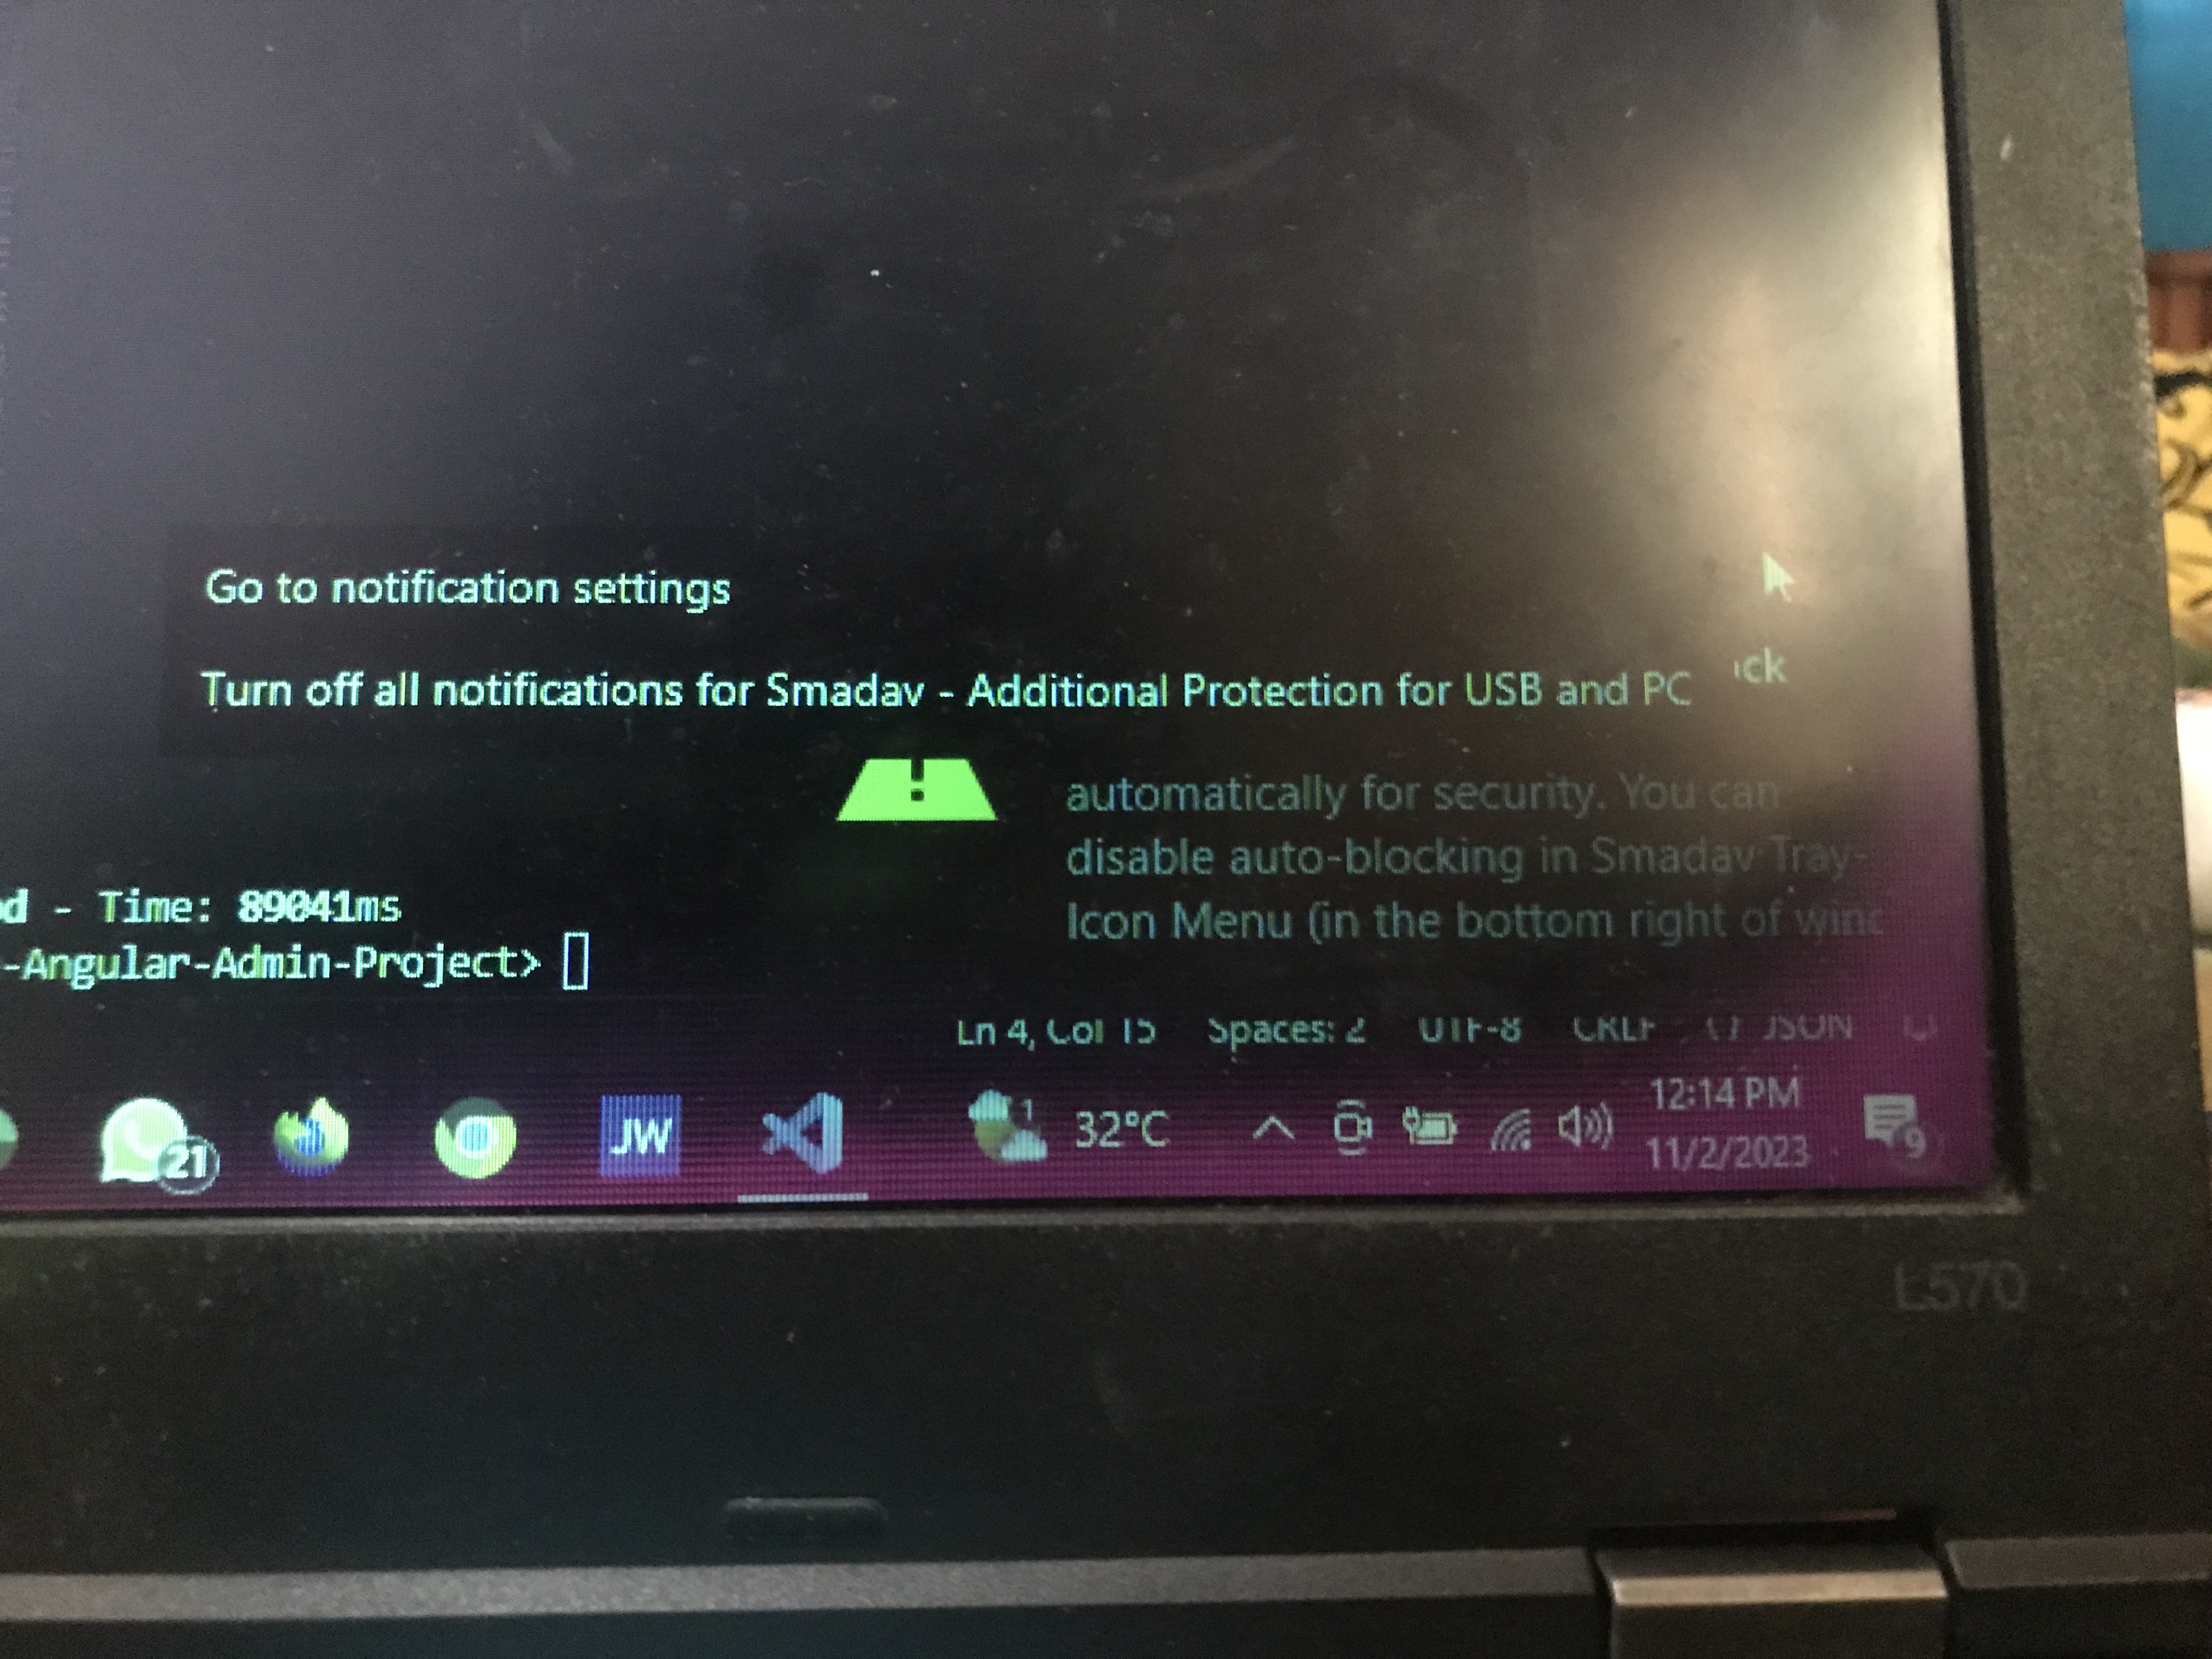 Go to notification settings
Turn off all notifications for Smadav - Additional Protection for USB and PC
ck
automatically for security. You can
disable auto-blocking in Smadav Tray-
Icon Menu (in the bottom right of winc
d - Time: 89041ms
-Angular-Admin-Project>
Ln 4, Col 15 Spaces: 2 UTF-8 CRLF {} JSON
21 JW 1 32°C 12:14 PM
11/2/2023 9
L570